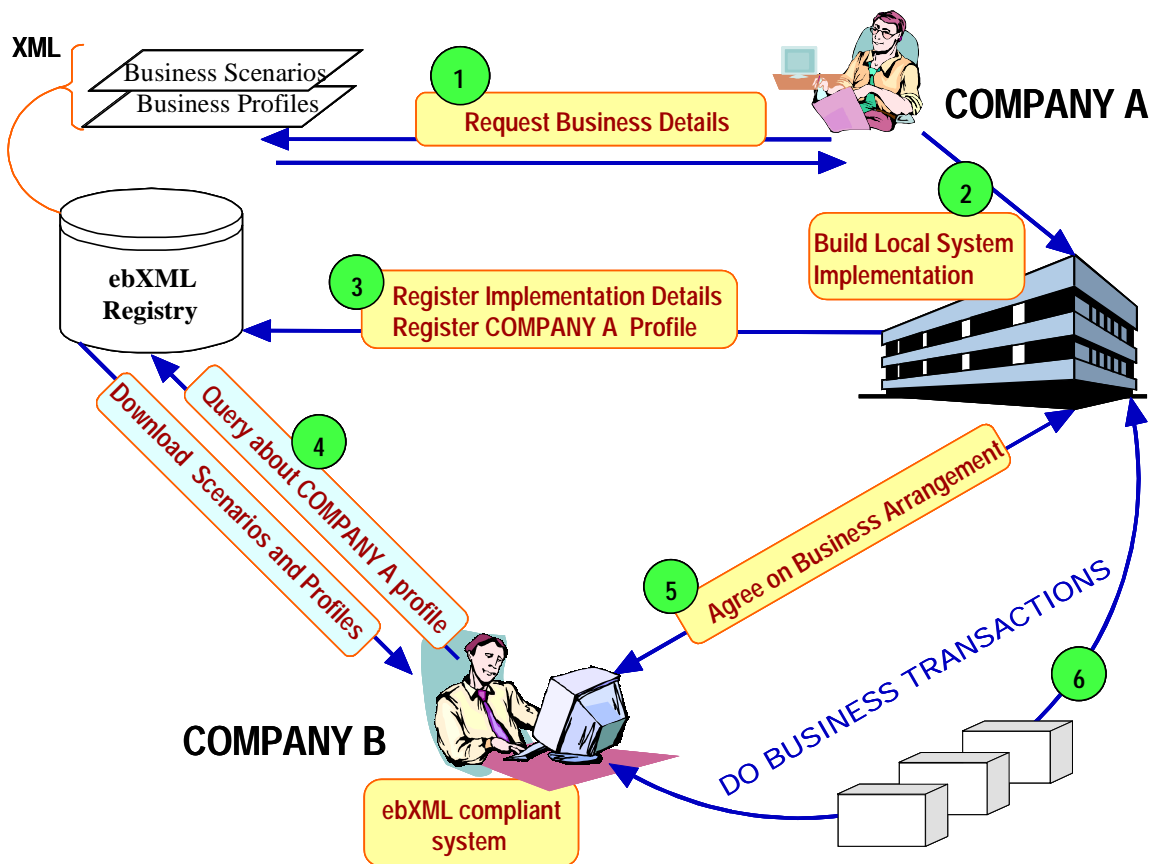 XML
Business Scenarios
Business Profiles
1
Request Business Details
COMPANY A
2
Build Local System
Implementation
ebXML
Registry
3
Register Implementation Details
Register COMPANY A Profile
4
Query about COMPANY A profile
Download Scenarios and Profiles
5
Agree on Business Arrangement
DO BUSINESS TRANSACTIONS
6
COMPANY B
ebXML compliant
system